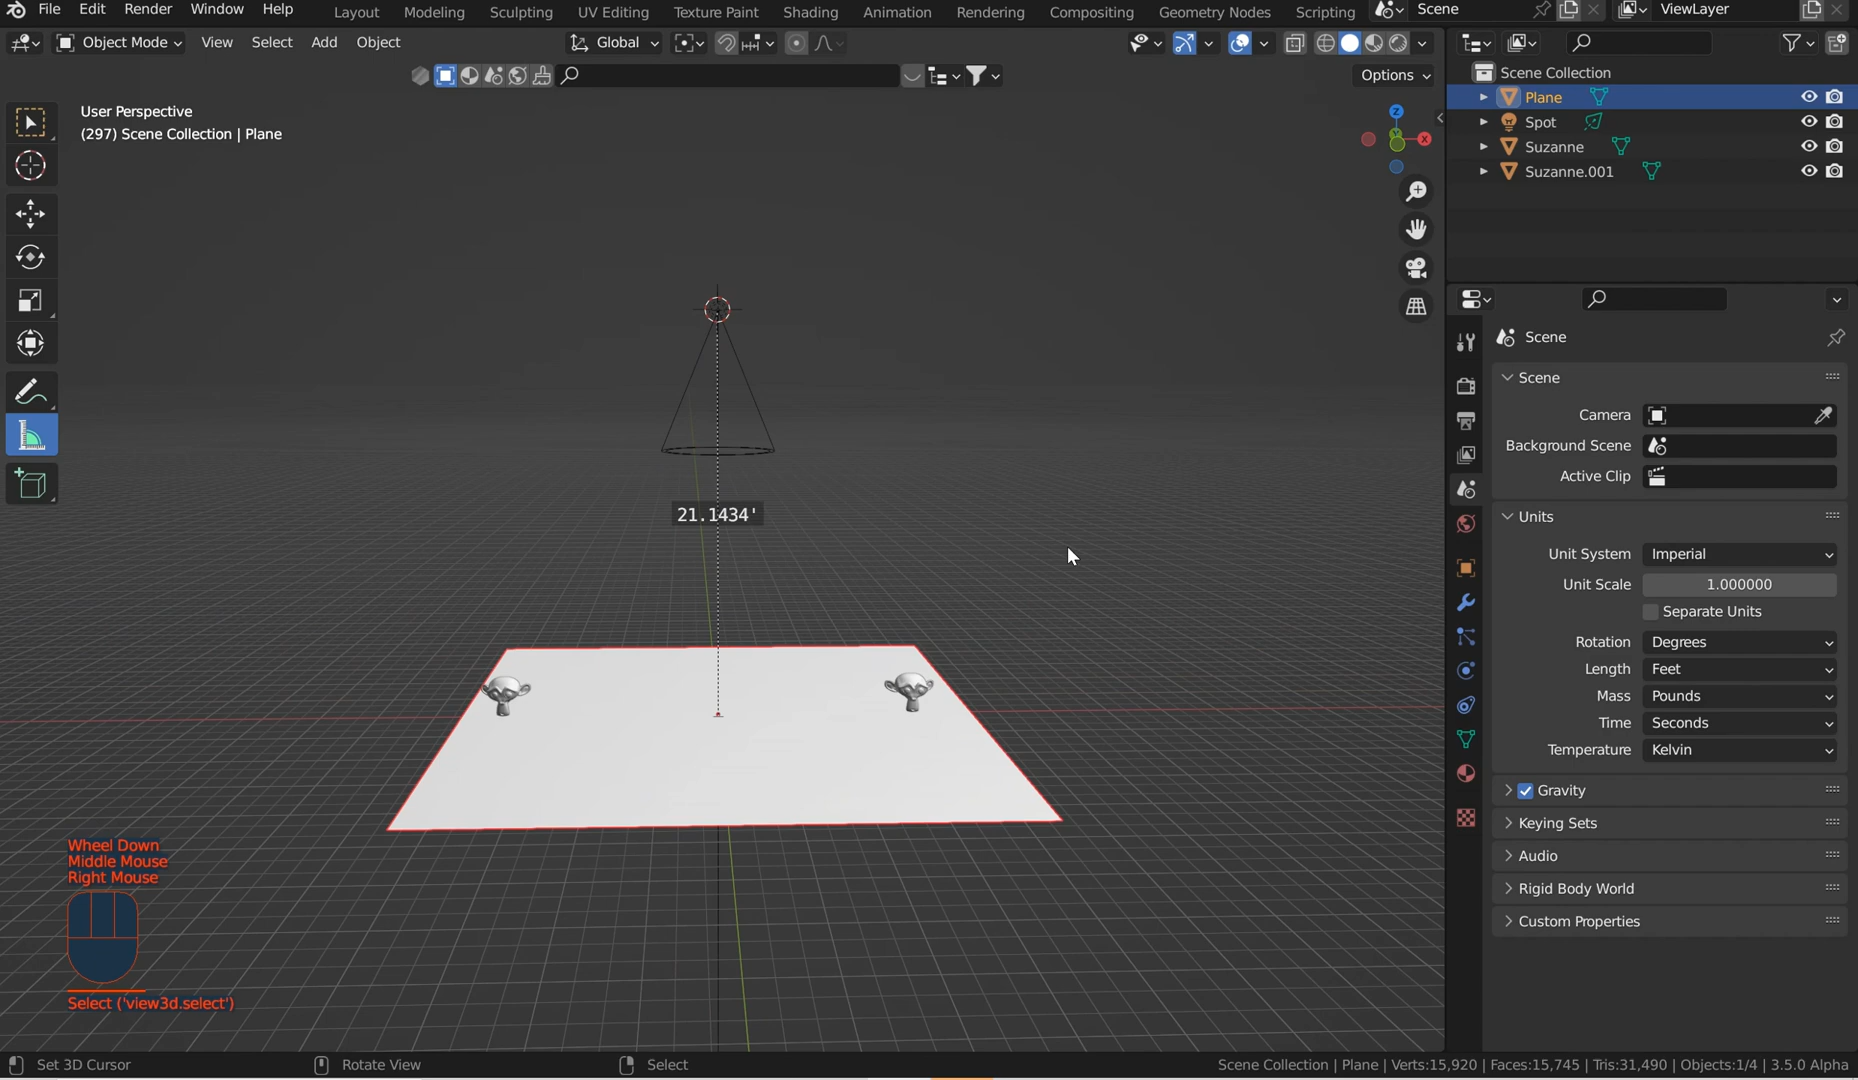 File Edit Render Window Help Layout Modeling Sculpting UV Editing Texture Paint Shading Animation Rendering Compositing Geometry Nodes Scripting Scene ViewLayer
Object Mode View Select Add Object Global
Options
User Perspective
(297) Scene Collection | Plane
Z
Y
X
21.1434'
Wheel Down
Middle Mouse
Right Mouse
Select ('view3d.select')
Scene Collection
Plane
Spot
Suzanne
Suzanne.001
Scene
Scene
Camera
Background Scene
Active Clip
Units
Unit System Imperial
Unit Scale 1.000000
Separate Units
Rotation Degrees
Length Feet
Mass Pounds
Time Seconds
Temperature Kelvin
Gravity
Keying Sets
Audio
Rigid Body World
Custom Properties
Set 3D Cursor Rotate View Select Scene Collection | Plane | Verts:15,920 | Faces:15,745 | Tris:31,490 | Objects:1/4 | 3.5.0 Alpha